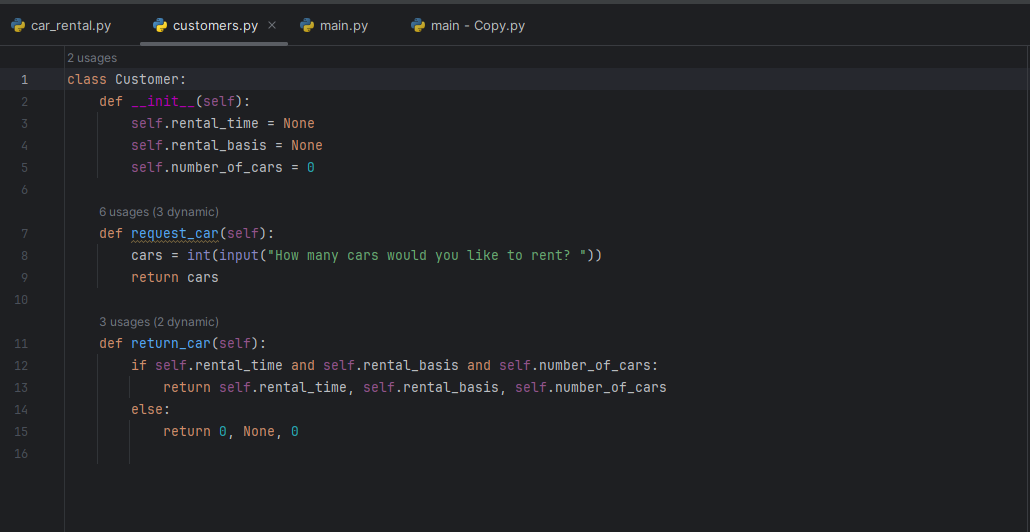 car_rental.py customers.py main.py main - Copy.py
2 usages
1 class Customer:
2 def __init__(self):
3 self.rental_time = None
4 self.rental_basis = None
5 self.number_of_cars = 0
6
6 usages (3 dynamic)
7 def request_car(self):
8 cars = int(input("How many cars would you like to rent? "))
9 return cars
10
3 usages (2 dynamic)
11 def return_car(self):
12 if self.rental_time and self.rental_basis and self.number_of_cars:
13 return self.rental_time, self.rental_basis, self.number_of_cars
14 else:
15 return 0, None, 0
16